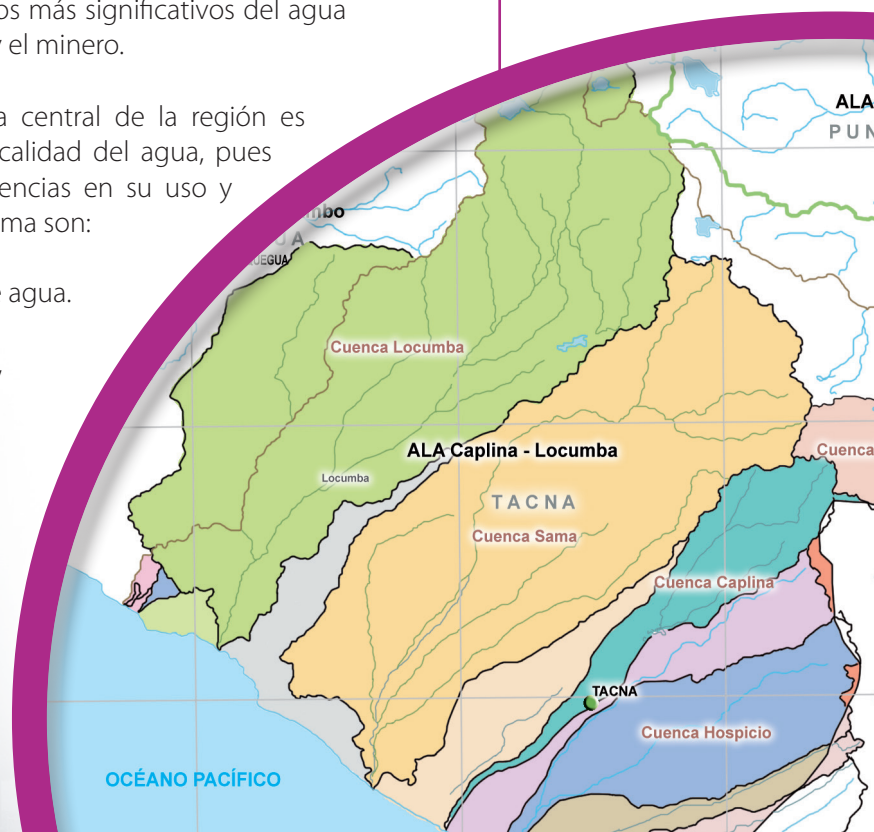 os más significativos del agua
y el minero.
a central de la región es
calidad del agua, pues
encias en su uso y
ma son:
e agua.
ALA
PUN
mbo
UA
UEGUA
Cuenca Locumba
ALA Caplina - Locumba
Cuenca
Locumba
TACNA
Cuenca Sama
Cuenca Caplina
TACNA
Cuenca Hospicio
OCÉANO PACÍFICO